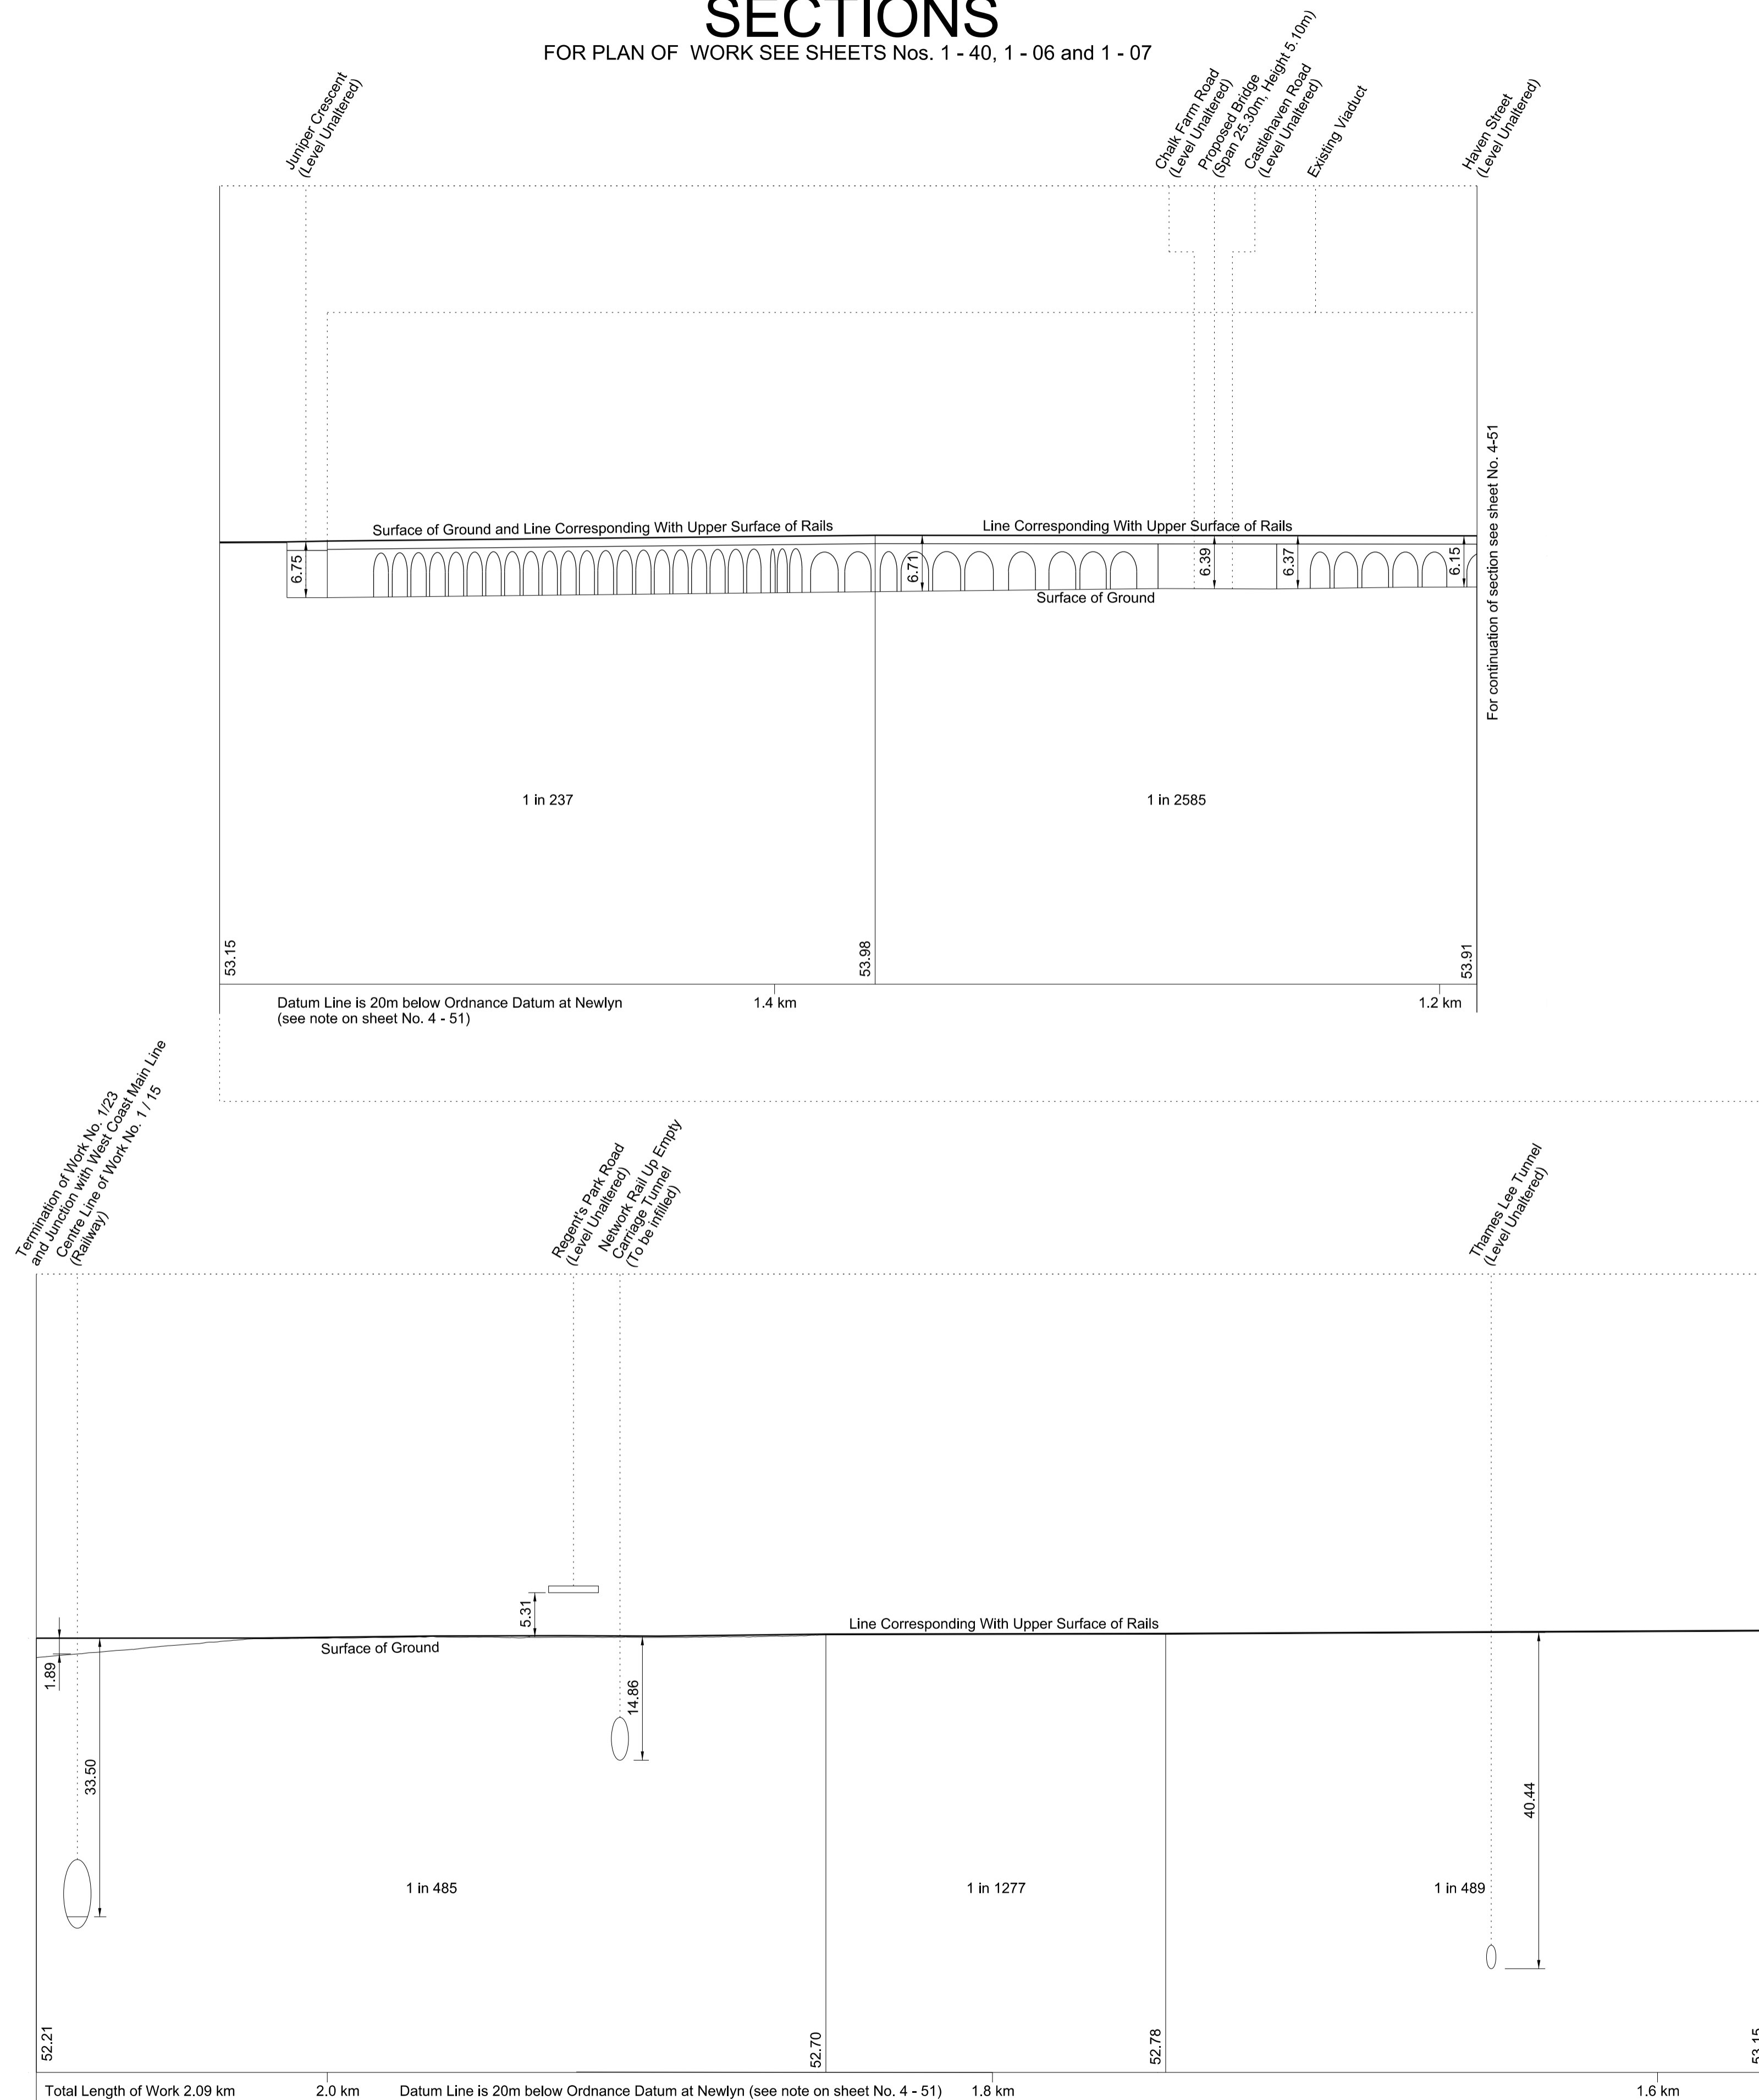 SECTIONS
FOR PLAN OF WORK SEE SHEETS Nos. 1 - 40, 1 - 06 and 1 - 07
Juniper Crescent
(Level Unaltered)
Chalk Farm Road
(Level Unaltered)
Proposed Bridge
(Span 25.30m, Height 5.10m)
Castlehaven Road
(Level Unaltered)
Existing Viaduct
Haven Street
(Level Unaltered)
Surface of Ground and Line Corresponding With Upper Surface of Rails
Line Corresponding With Upper Surface of Rails
6.75
6.71
6.39
6.37
6.15
Surface of Ground
For continuation of section see sheet No. 4-51
1 in 237
1 in 2585
53.15
53.98
53.91
Datum Line is 20m below Ordnance Datum at Newlyn
(see note on sheet No. 4 - 51)
1.4 km
1.2 km
Termination of Work No. 1/23
and Junction with West Coast Main Line
Centre Line of Work No. 1 / 15
(Railway)
Regent's Park Road
(Level Unaltered)
Network Rail Up Empty
Carriage Tunnel
(To be infilled)
Thames Lee Tunnel
(Level Unaltered)
5.31
Line Corresponding With Upper Surface of Rails
Surface of Ground
1.89
14.86
33.50
40.44
1 in 485
1 in 1277
1 in 489
52.21
52.70
52.78
53.15
Total Length of Work 2.09 km
2.0 km
Datum Line is 20m below Ordnance Datum at Newlyn (see note on sheet No. 4 - 51)
1.8 km
1.6 km